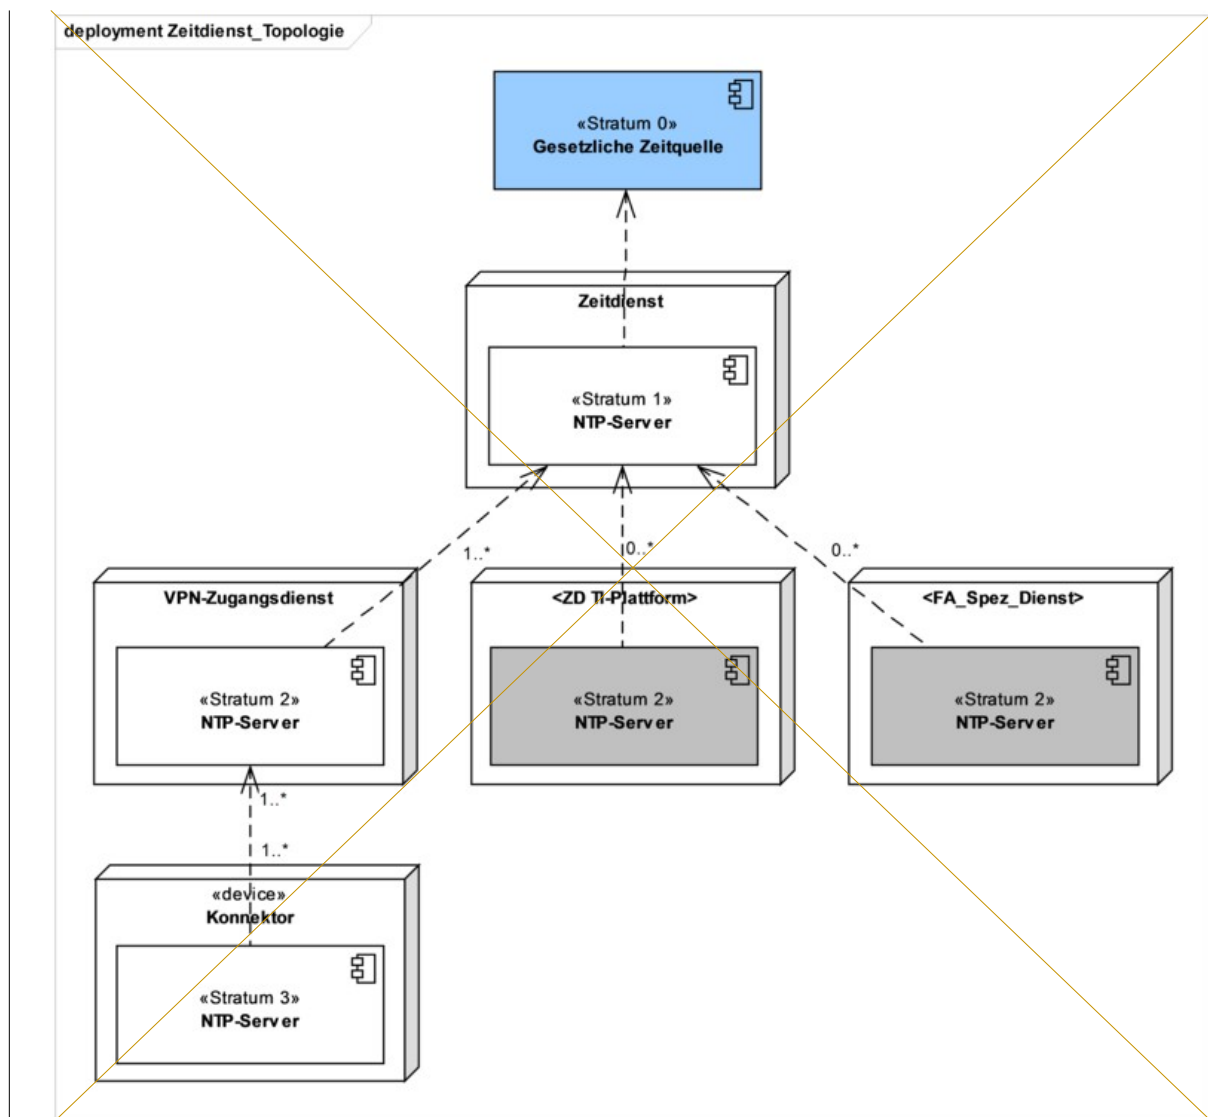 deployment Zeitdienst_Topologie
«Stratum 0»
Gesetzliche Zeitquelle
Zeitdienst
«Stratum 1»
NTP-Server
1..*
0..*
0..*
VPN-Zugangsdienst
<ZD TI-Plattform>
<FA_Spez_Dienst>
«Stratum 2»
NTP-Server
«Stratum 2»
NTP-Server
«Stratum 2»
NTP-Server
1..*
1..*
«device»
Konnektor
«Stratum 3»
NTP-Server